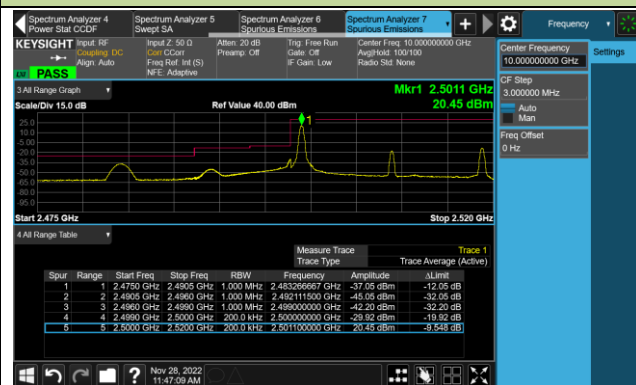 Spectrum Analyzer 4
Power Stat CCDF
Spectrum Analyzer 5
Swept SA
Spectrum Analyzer 6
Spurious Emissions
Spectrum Analyzer 7
Spurious Emissions
Frequency
KEYSIGHT
Input: RF
Coupling: DC
Align: Auto
Input Z: 50 Ω
Corr CCorr
Freq Ref: Int (S)
NFE: Adaptive
Atten: 20 dB
Preamp: Off
Trig: Free Run
Gate: Off
IF Gain: Low
Center Freq: 10.000000000 GHz
Avg|Hold: 100/100
Radio Std: None
PASS
Center Frequency
10.000000000 GHz
Settings
CF Step
3.000000 MHz
Auto
Man
Freq Offset
0 Hz
3 All Range Graph
Mkr1 2.5011 GHz
Scale/Div 15.0 dB
Ref Value 40.00 dBm
20.45 dBm
25.0
10.0
-5.00
-20.0
-35.0
-50.0
-65.0
-80.0
-95.0
1
Start 2.475 GHz
Stop 2.520 GHz
4 All Range Table
Measure Trace Trace 1
Trace Type Trace Average (Active)
Spur Range Start Freq Stop Freq RBW Frequency Amplitude ΔLimit
1 1 2.4750 GHz 2.4905 GHz 1.000 MHz 2.483266667 GHz -37.05 dBm -12.05 dB
2 2 2.4905 GHz 2.4960 GHz 1.000 MHz 2.492111500 GHz -45.05 dBm -32.05 dB
3 3 2.4960 GHz 2.4990 GHz 1.000 MHz 2.499000000 GHz -42.20 dBm -32.20 dB
4 4 2.4990 GHz 2.5000 GHz 200.0 kHz 2.500000000 GHz -29.92 dBm -19.92 dB
5 5 2.5000 GHz 2.5200 GHz 200.0 kHz 2.501100000 GHz 20.45 dBm -9.548 dB
Nov 28, 2022
11:47:09 AM